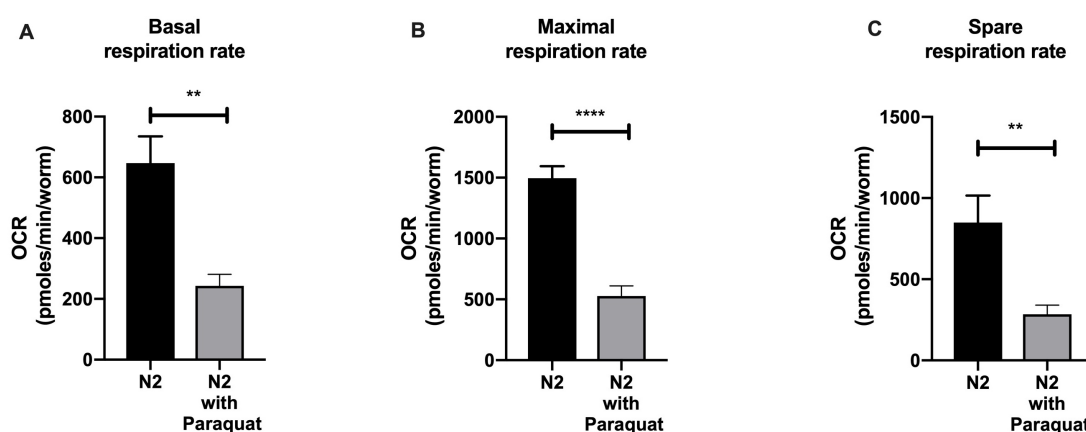 A
Basal
respiration rate
**
800
600
400
200
0
OCR
(pmoles/min/worm)
N2
N2
with
Paraquat
B
Maximal
respiration rate
****
2000
1500
1000
500
0
OCR
(pmoles/min/worm)
N2
N2
with
Paraquat
C
Spare
respiration rate
**
1500
1000
500
0
OCR
(pmoles/min/worm)
N2
N2
with
Paraquat